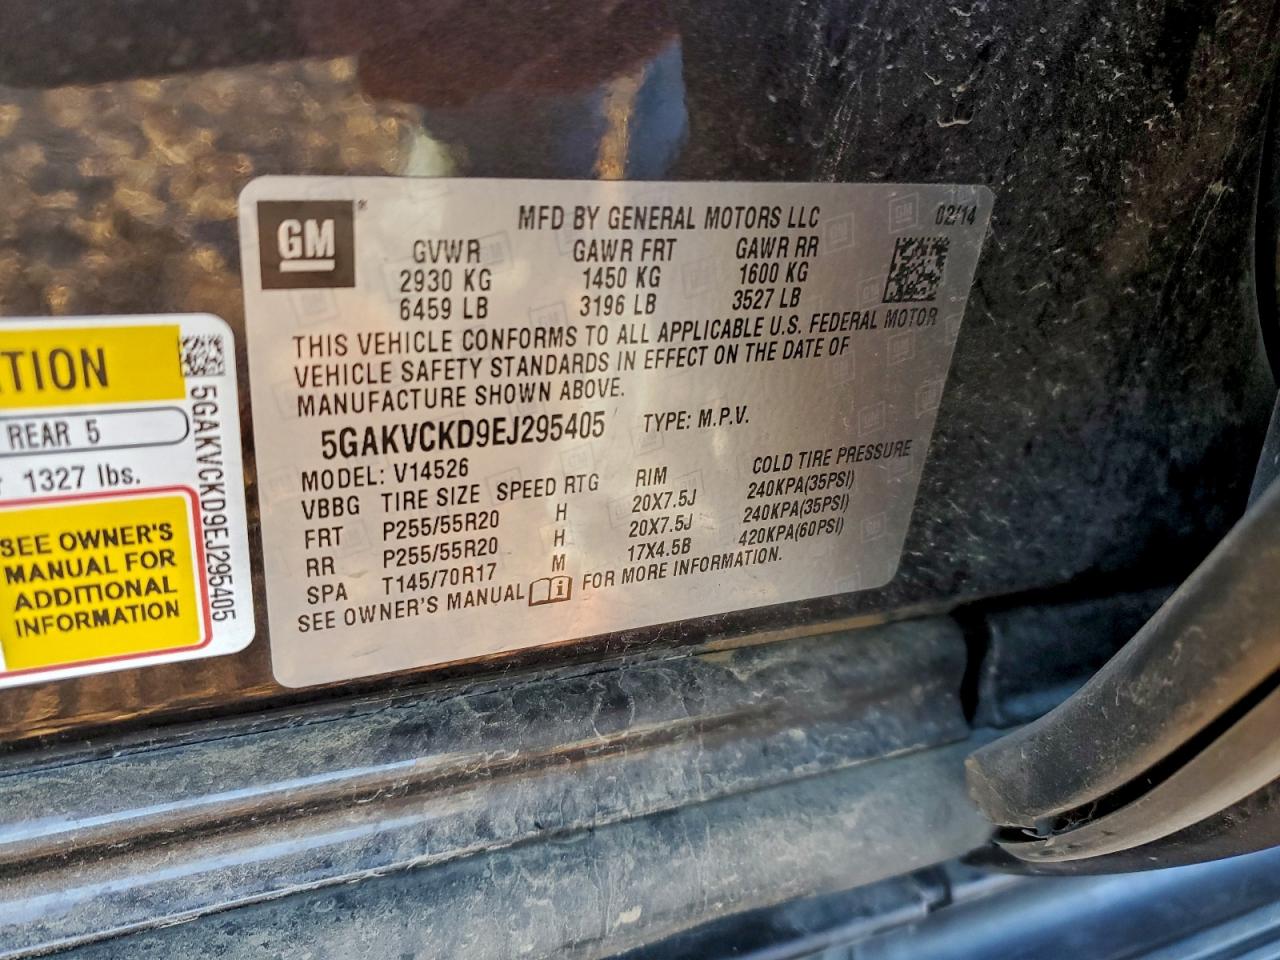 GM
MFD BY GENERAL MOTORS LLC 02/14
GVWR GAWR FRT GAWR RR
2930 KG 1450 KG 1600 KG
6459 LB 3196 LB 3527 LB
THIS VEHICLE CONFORMS TO ALL APPLICABLE U.S. FEDERAL MOTOR
VEHICLE SAFETY STANDARDS IN EFFECT ON THE DATE OF
MANUFACTURE SHOWN ABOVE.
5GAKVCKD9EJ295405 TYPE: M.P.V.
MODEL: V14526
VBBG TIRE SIZE SPEED RTG RIM COLD TIRE PRESSURE
FRT P255/55R20 H 20X7.5J 240KPA(35PSI)
RR P255/55R20 H 20X7.5J 240KPA(35PSI)
SPA T145/70R17 M 17X4.5B 420KPA(60PSI)
SEE OWNER'S MANUAL i FOR MORE INFORMATION.
TION
REAR 5
1327 lbs.
SEE OWNER'S
MANUAL FOR
ADDITIONAL
INFORMATION
5GAKVCKD9EJ295405